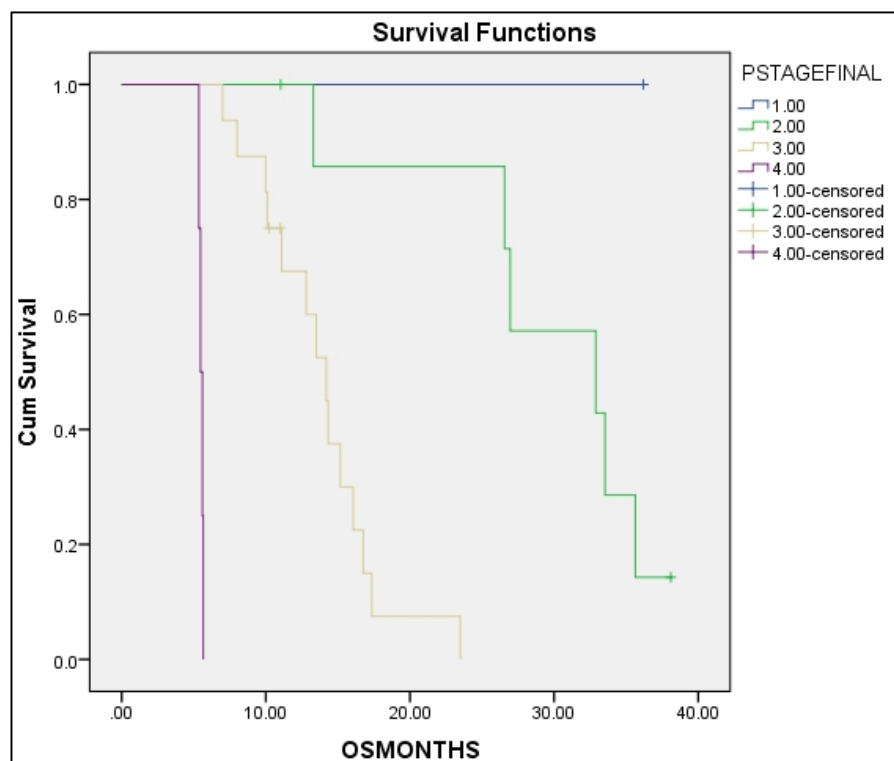 Survival Functions
PSTAGEFINAL
1.00
2.00
3.00
4.00
1.00-censored
2.00-censored
3.00-censored
4.00-censored
Cum Survival
1.0
0.8
0.6
0.4
0.2
0.0
.00 10.00 20.00 30.00 40.00
OSMONTHS